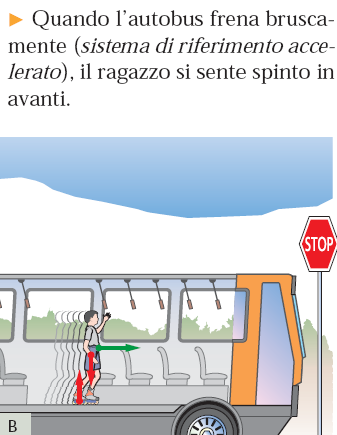 ► Quando l'autobus frena brusca-
mente (sistema di riferimento acce-
lerato), il ragazzo si sente spinto in
avanti.
STOP
B